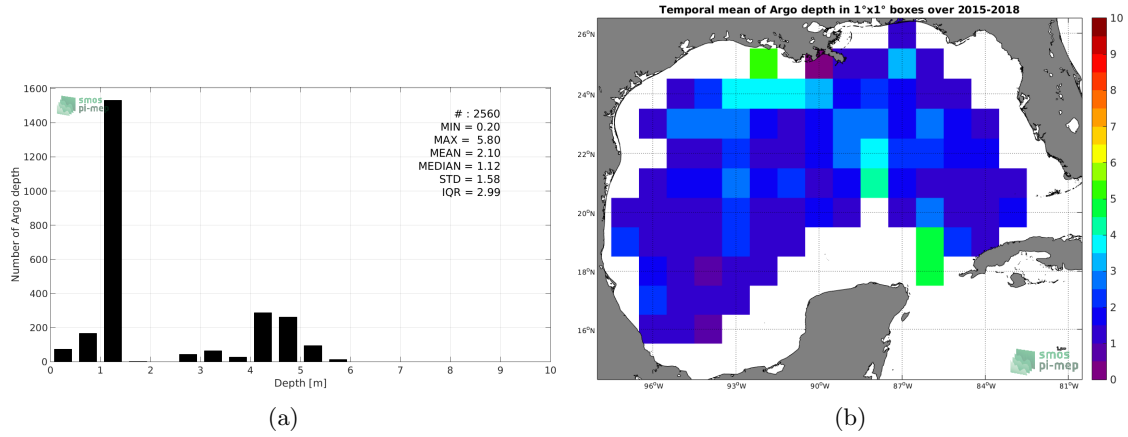 Temporal mean of Argo depth in 1°x1° boxes over 2015-2018
smos
pi-mep
# : 2560
MIN = 0.20
MAX = 5.80
MEAN = 2.10
MEDIAN = 1.12
STD = 1.58
IQR = 2.99
Number of Argo depth
1600
1400
1200
1000
800
600
400
200
0
0 1 2 3 4 5 6 7 8 9 10
Depth [m]
(a)
26°N
24°N
22°N
20°N
18°N
16°N
96°W 93°W 90°W 87°W 84°W 81°W
smos
pi-mep
10
9
8
7
6
5
4
3
2
1
0
(b)